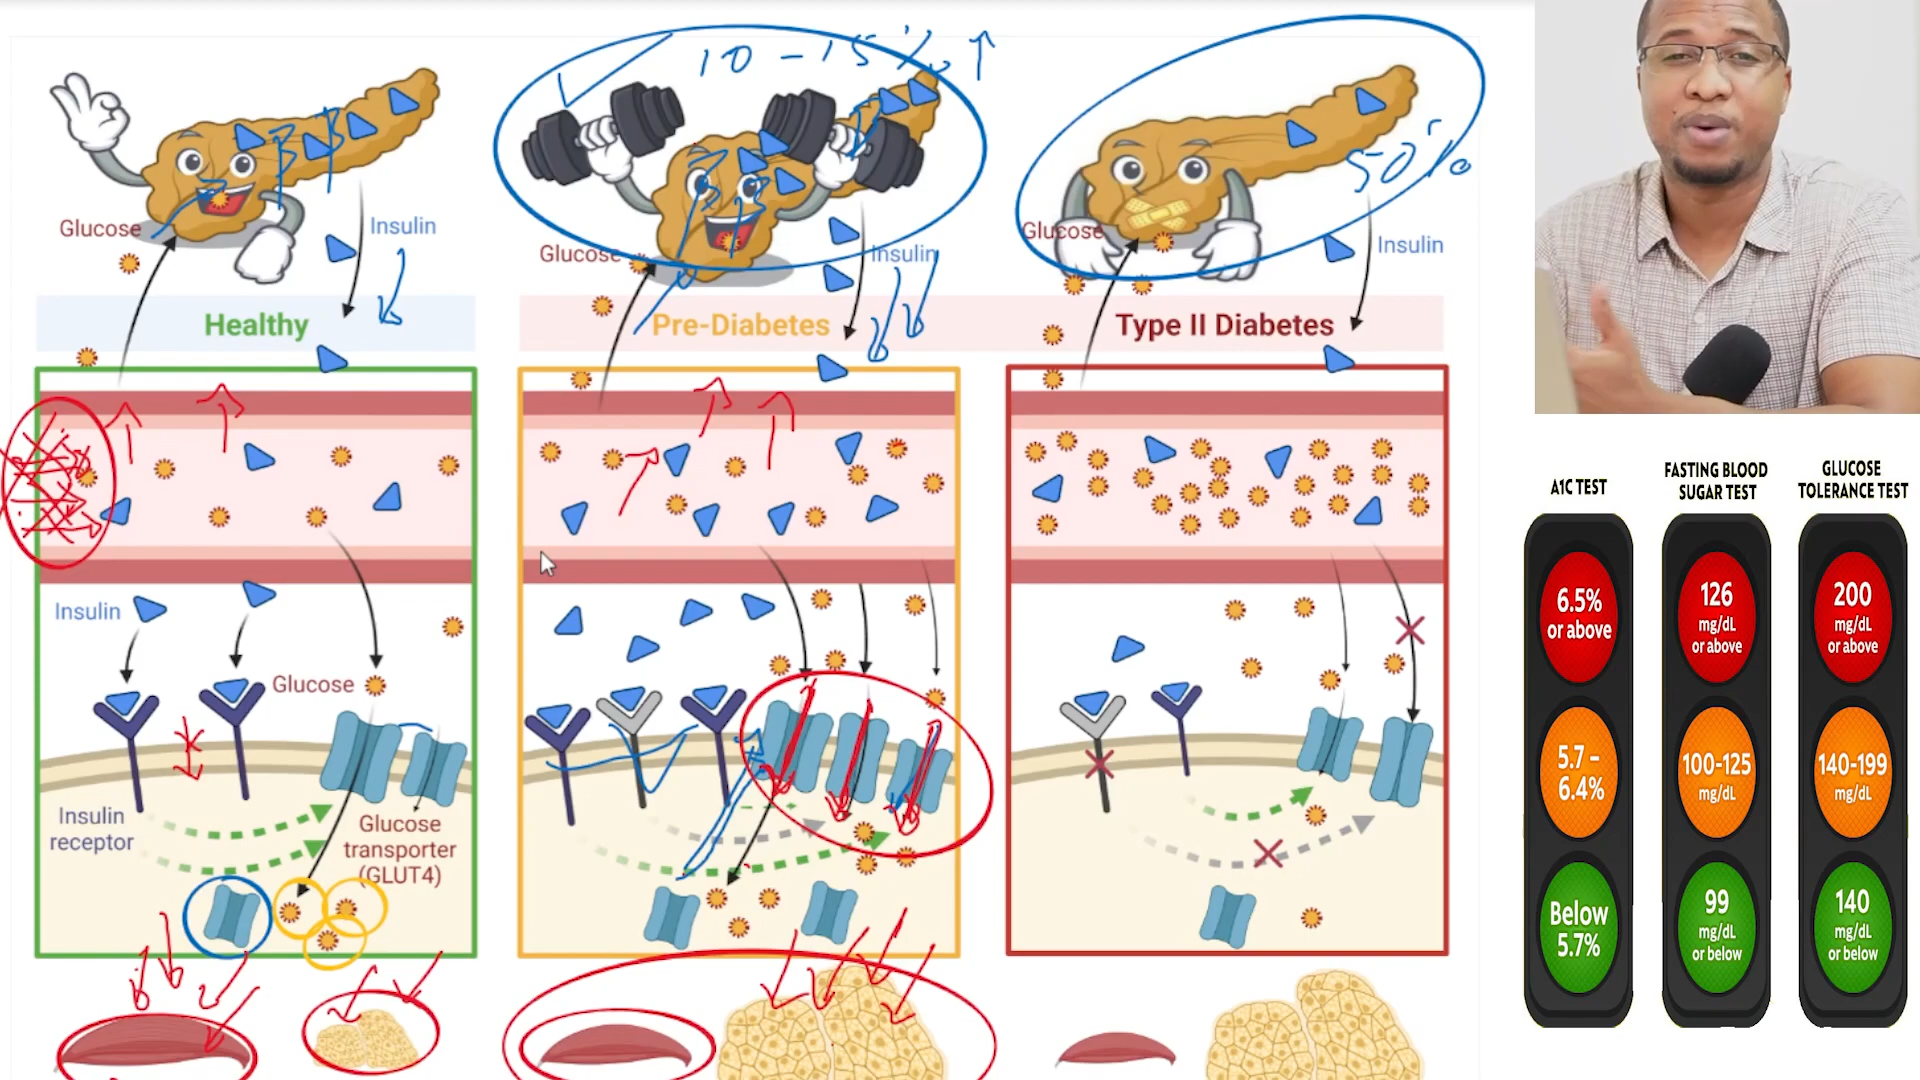 10-15% ↑
50%
Glucose
Insulin
Glucose
Insulin
Glucose
Insulin
Healthy
Pre-Diabetes
Type II Diabetes
Insulin
Glucose
Insulin
receptor
Glucose
transporter
(GLUT4)
A1C TEST
FASTING BLOOD
SUGAR TEST
GLUCOSE
TOLERANCE TEST
6.5%
or above
126
mg/dL
or above
200
mg/dL
or above
5.7 -
6.4%
100-125
mg/dL
140-199
mg/dL
Below
5.7%
99
mg/dL
or below
140
mg/dL
or below